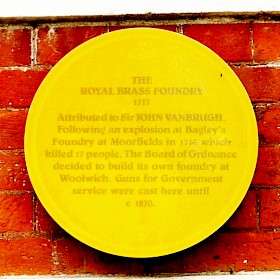 THE
ROYAL BRASS FOUNDRY
1717
Attributed to Sir JOHN VANBRUGH.
Following an explosion at Bagley's
Foundry at Moorfields in 1716 which
killed 17 people, The Board of Ordnance
decided to build its own foundry at
Woolwich. Guns for Government
service were cast here until
c 1870.